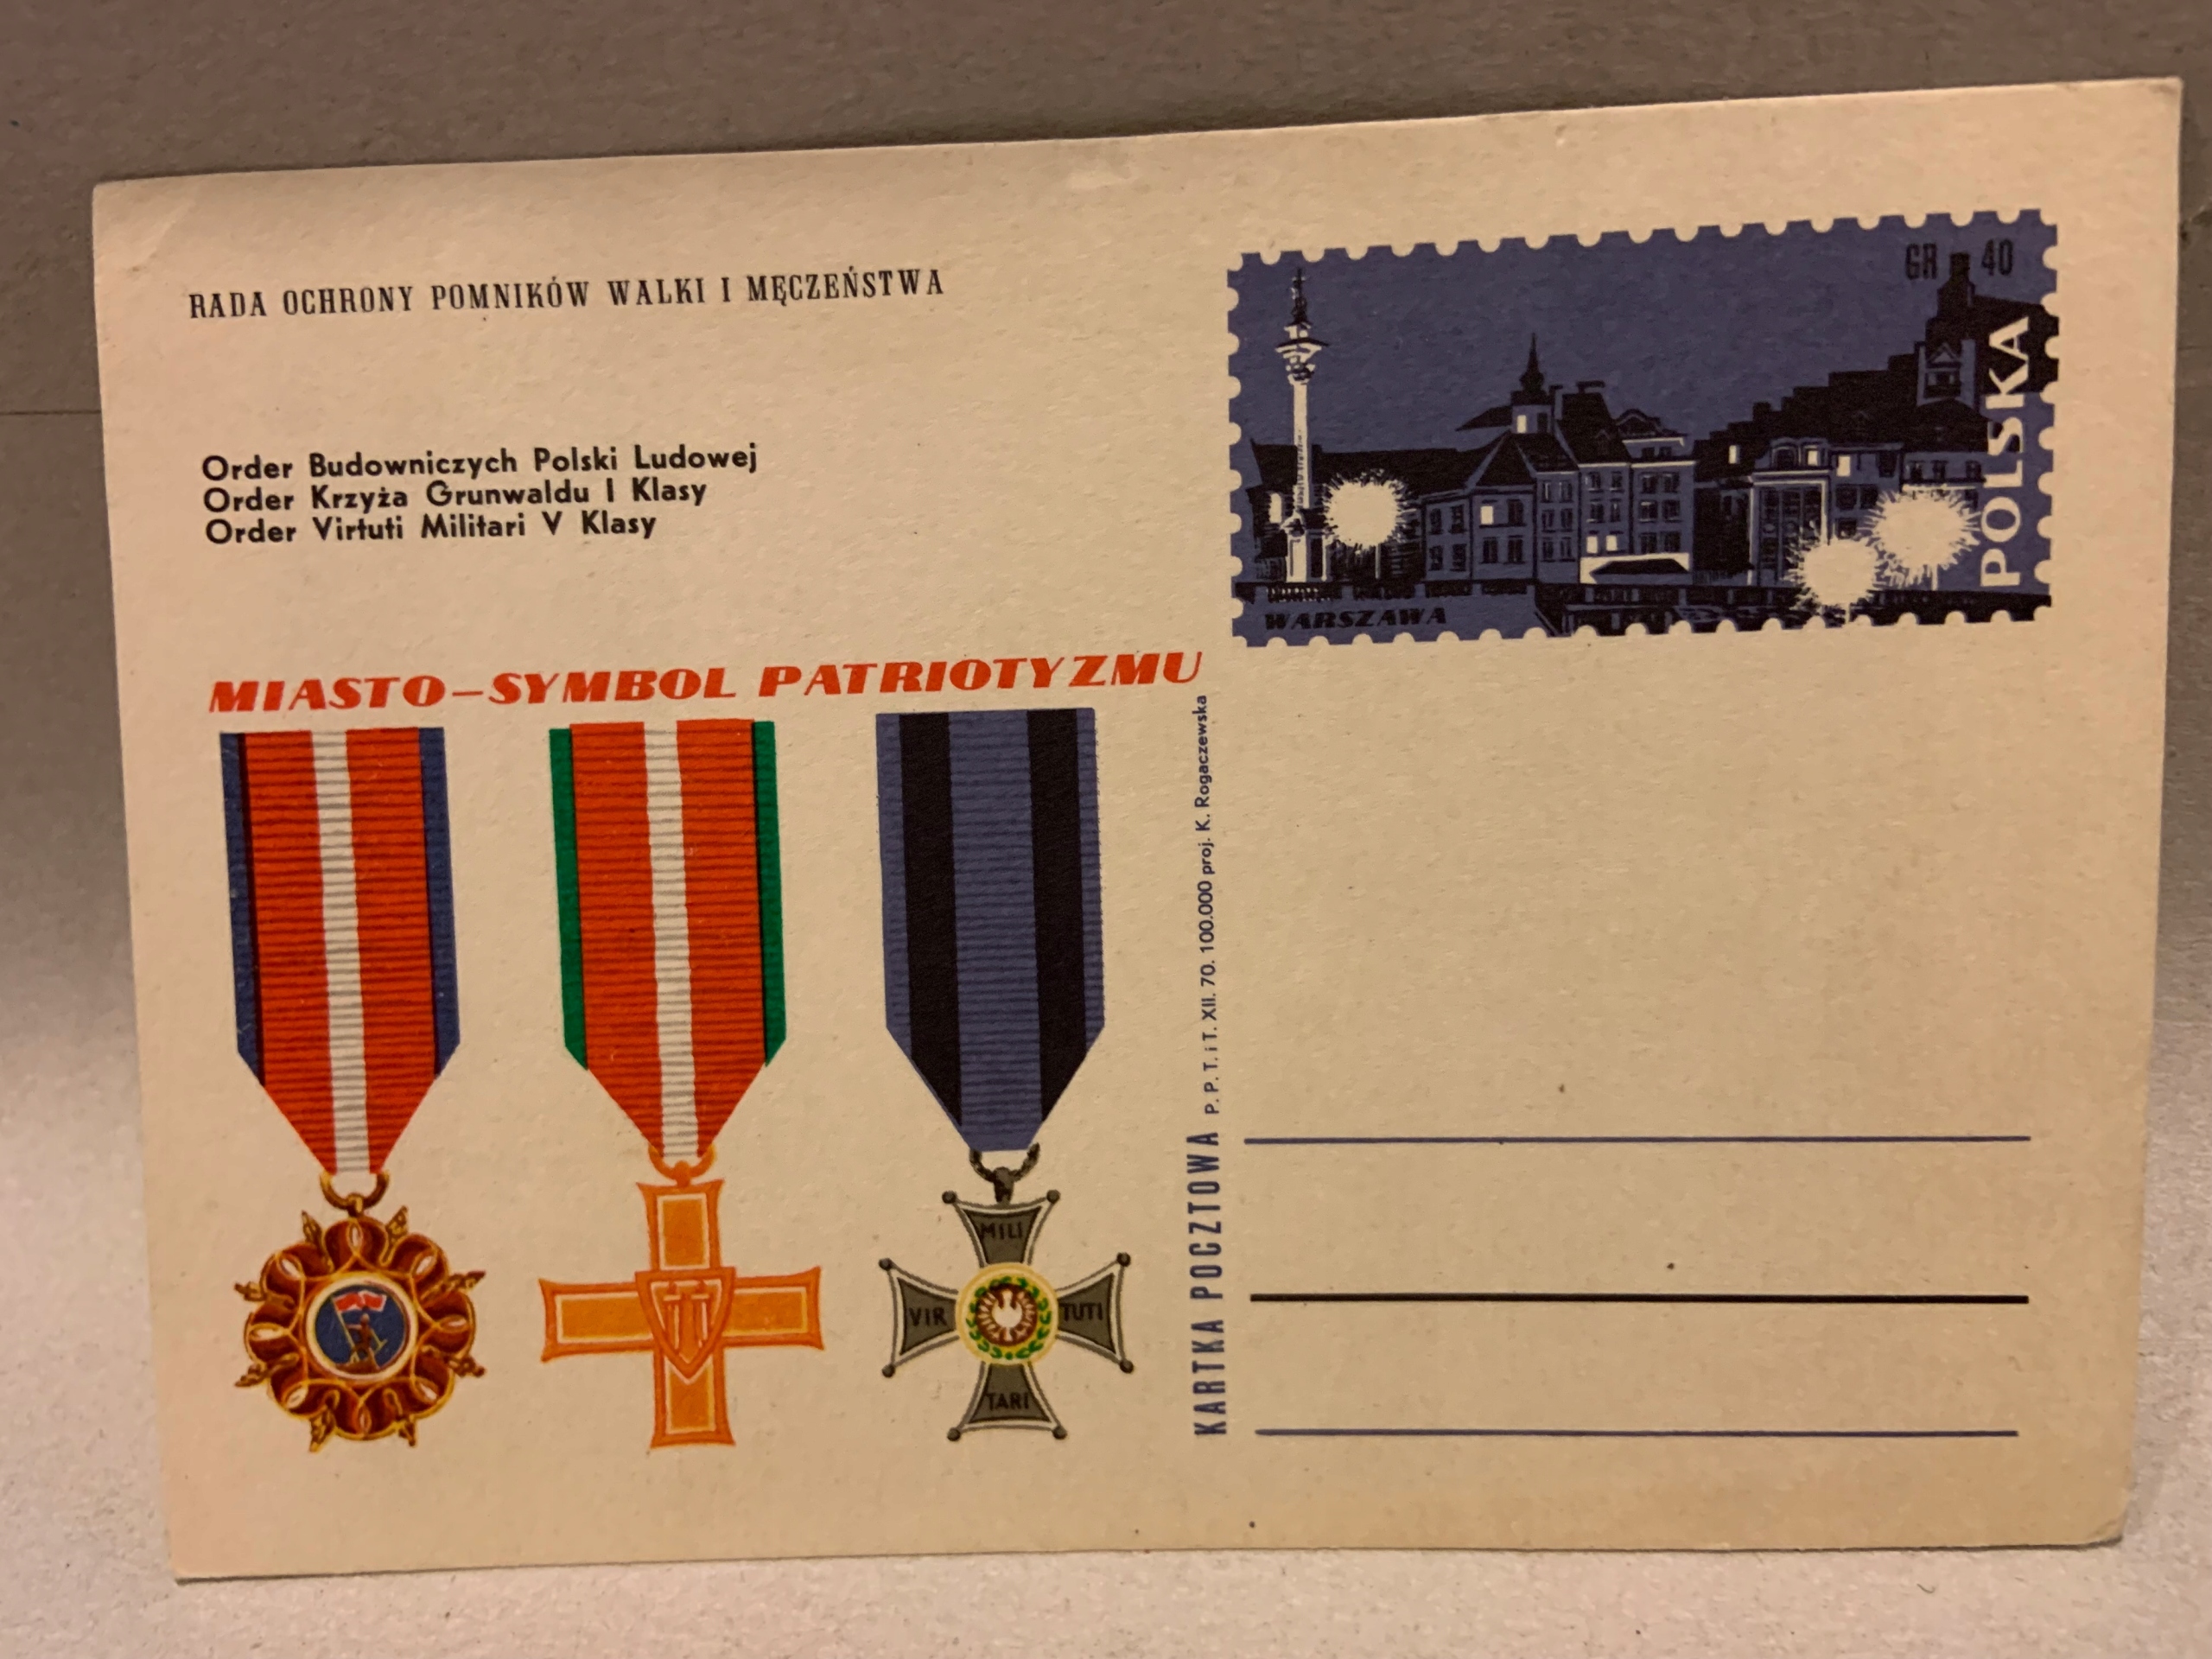 RADA OCHRONY POMNIKÓW WALKI I MĘCZEŃSTWA
Order Budowniczych Polski Ludowej
Order Krzyża Grunwaldu I Klasy
Order Virtuti Militari V Klasy
MIASTO–SYMBOL PATRIOTYZMU
MILI
VIR TUTI
TARI
KARTKA POCZTOWA P. P. T. i T. XII. 70. 100.000 proj. K. Rogaczewska
GR 40
POLSKA
WARSZAWA